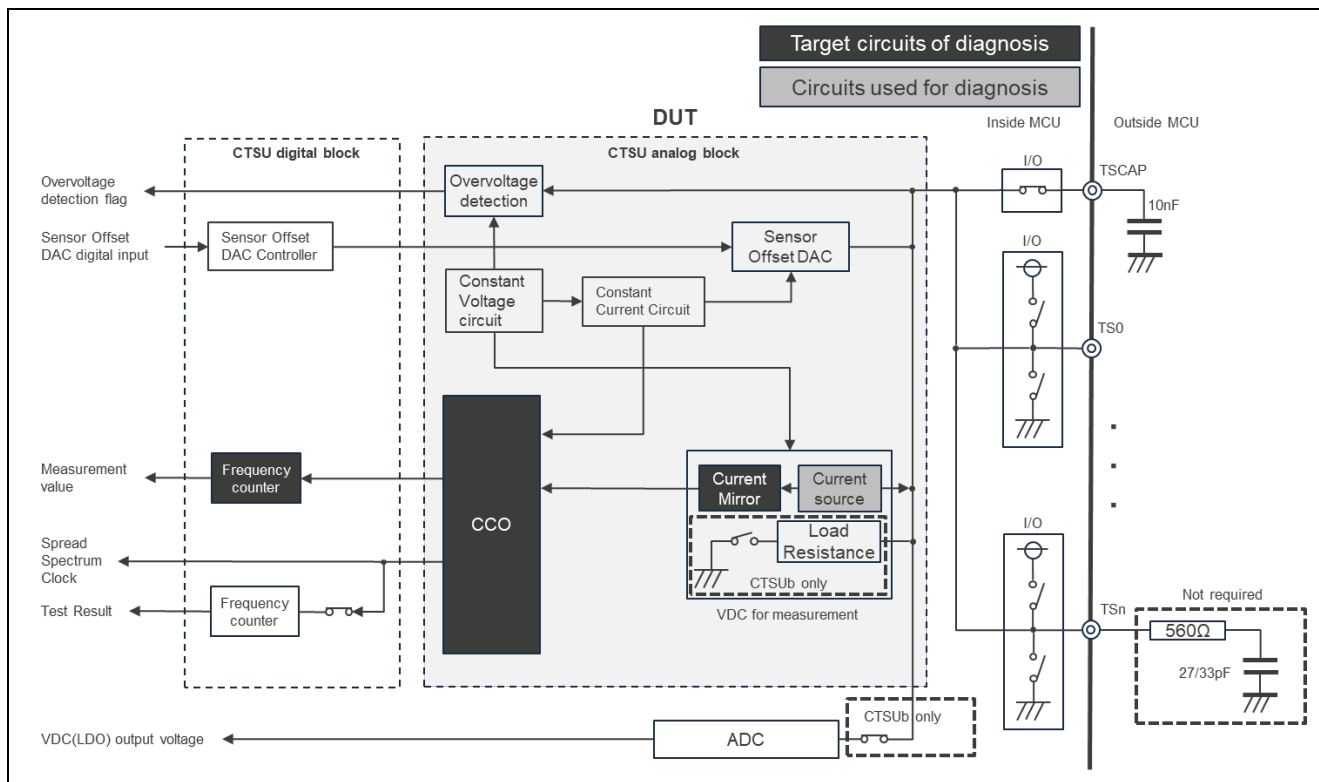 Target circuits of diagnosis
Circuits used for diagnosis
DUT
Inside MCU
Outside MCU
CTSU digital block
CTSU analog block
I/O
TSCAP
Overvoltage
detection flag
Overvoltage
detection
10nF
Sensor Offset
DAC digital input
Sensor Offset
DAC Controller
Sensor
Offset DAC
I/O
Constant
Voltage
circuit
Constant
Current Circuit
TS0
Measurement
value
Frequency
counter
CCO
Current
Mirror
Current
source
I/O
Load
Resistance
CTSUb only
VDC for measurement
Spread
Spectrum
Clock
Test Result
Frequency
counter
TSn
Not required
560Ω
27/33pF
CTSUb only
VDC(LDO) output voltage
ADC